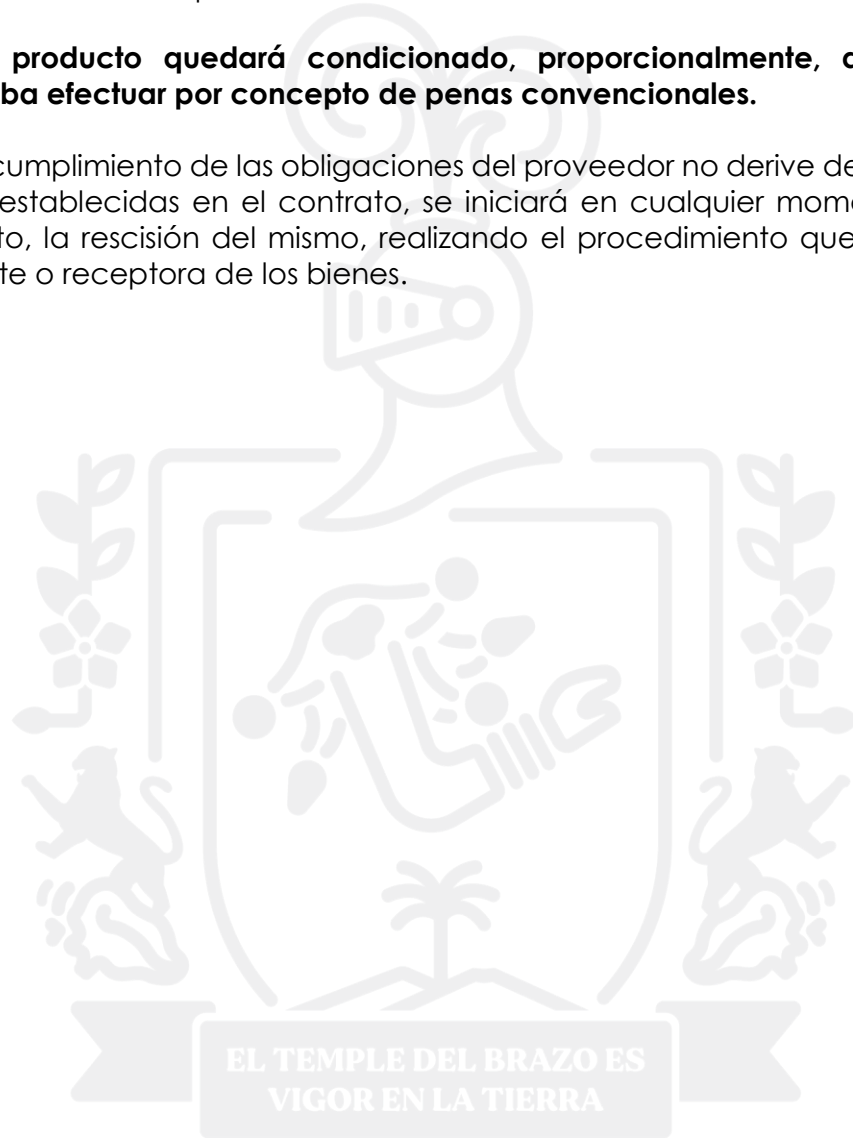 producto quedará condicionado, proporcionalmente,
ba efectuar por concepto de penas convencionales.
cumplimiento de las obligaciones del proveedor no derive de
establecidas en el contrato, se iniciará en cualquier mom
to, la rescisión del mismo, realizando el procedimiento que
te o receptora de los bienes.
EL TEMPLE DEL BRAZO ES
VIGOR EN LA TIERRA